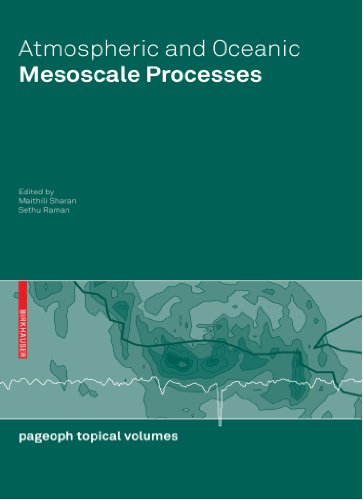 Atmospheric and Oceanic
Mesoscale Processes
Edited by
Maithili Sharan
Sethu Raman
BIRKHÄUSER
pageoph topical volumes